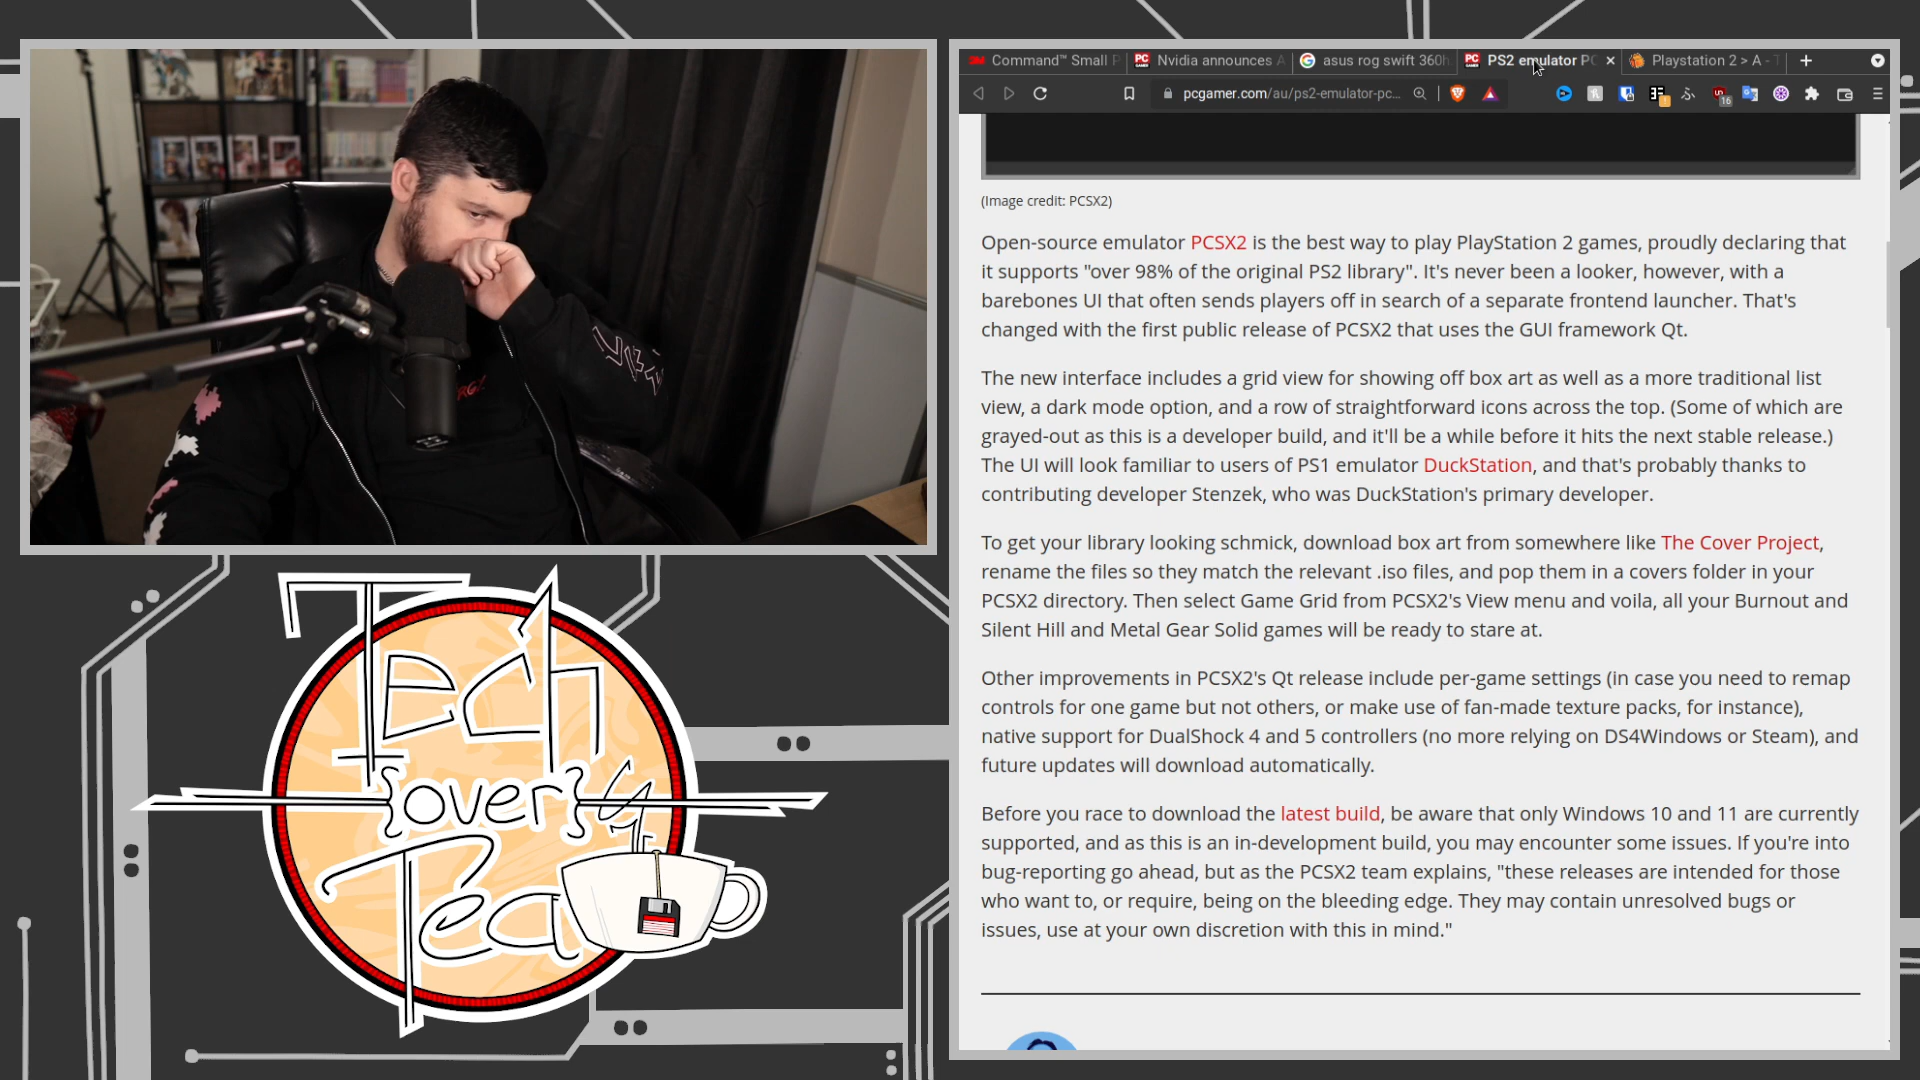 Command™ Small P
Nvidia announces A
asus rog swift 360h
PS2 emulator PC
Playstation 2 > A - T
pcgamer.com/au/ps2-emulator-pc...
16
1
(Image credit: PCSX2)
Open-source emulator PCSX2 is the best way to play PlayStation 2 games, proudly declaring that
it supports "over 98% of the original PS2 library". It's never been a looker, however, with a
barebones UI that often sends players off in search of a separate frontend launcher. That's
changed with the first public release of PCSX2 that uses the GUI framework Qt.
The new interface includes a grid view for showing off box art as well as a more traditional list
view, a dark mode option, and a row of straightforward icons across the top. (Some of which are
grayed-out as this is a developer build, and it'll be a while before it hits the next stable release.)
The UI will look familiar to users of PS1 emulator DuckStation, and that's probably thanks to
contributing developer Stenzek, who was DuckStation's primary developer.
To get your library looking schmick, download box art from somewhere like The Cover Project,
rename the files so they match the relevant .iso files, and pop them in a covers folder in your
PCSX2 directory. Then select Game Grid from PCSX2's View menu and voila, all your Burnout and
Silent Hill and Metal Gear Solid games will be ready to stare at.
Other improvements in PCSX2's Qt release include per-game settings (in case you need to remap
controls for one game but not others, or make use of fan-made texture packs, for instance),
native support for DualShock 4 and 5 controllers (no more relying on DS4Windows or Steam), and
future updates will download automatically.
Before you race to download the latest build, be aware that only Windows 10 and 11 are currently
supported, and as this is an in-development build, you may encounter some issues. If you're into
bug-reporting go ahead, but as the PCSX2 team explains, "these releases are intended for those
who want to, or require, being on the bleeding edge. They may contain unresolved bugs or
issues, use at your own discretion with this in mind."
Tech
{over}
Tea